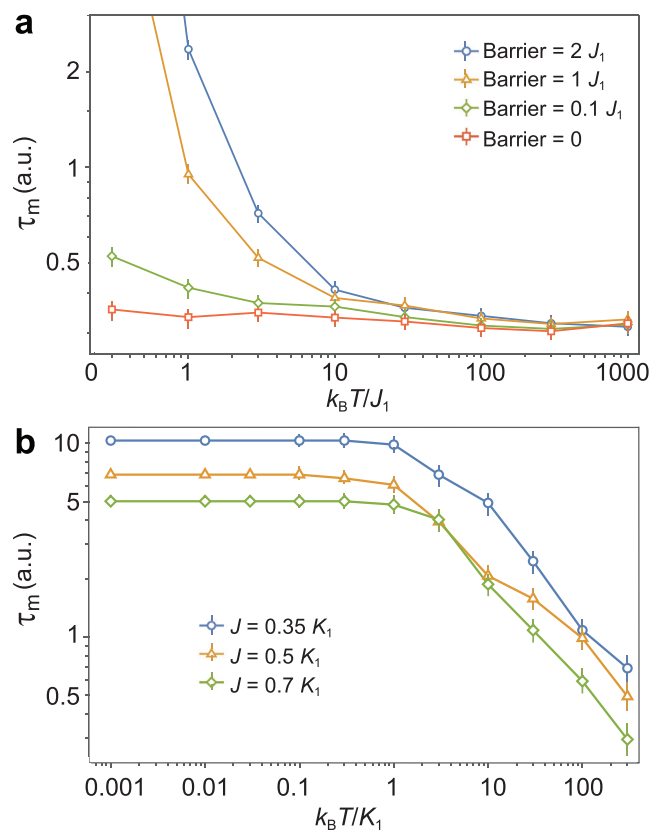 a
2
1
0.5
τm (a.u.)
Barrier = 2 J1
Barrier = 1 J1
Barrier = 0.1 J1
Barrier = 0
0 1 10 100 1000
kBT/J1
b
10
5
1
0.5
τm (a.u.)
J = 0.35 K1
J = 0.5 K1
J = 0.7 K1
0.001 0.01 0.1 1 10 100
kBT/K1